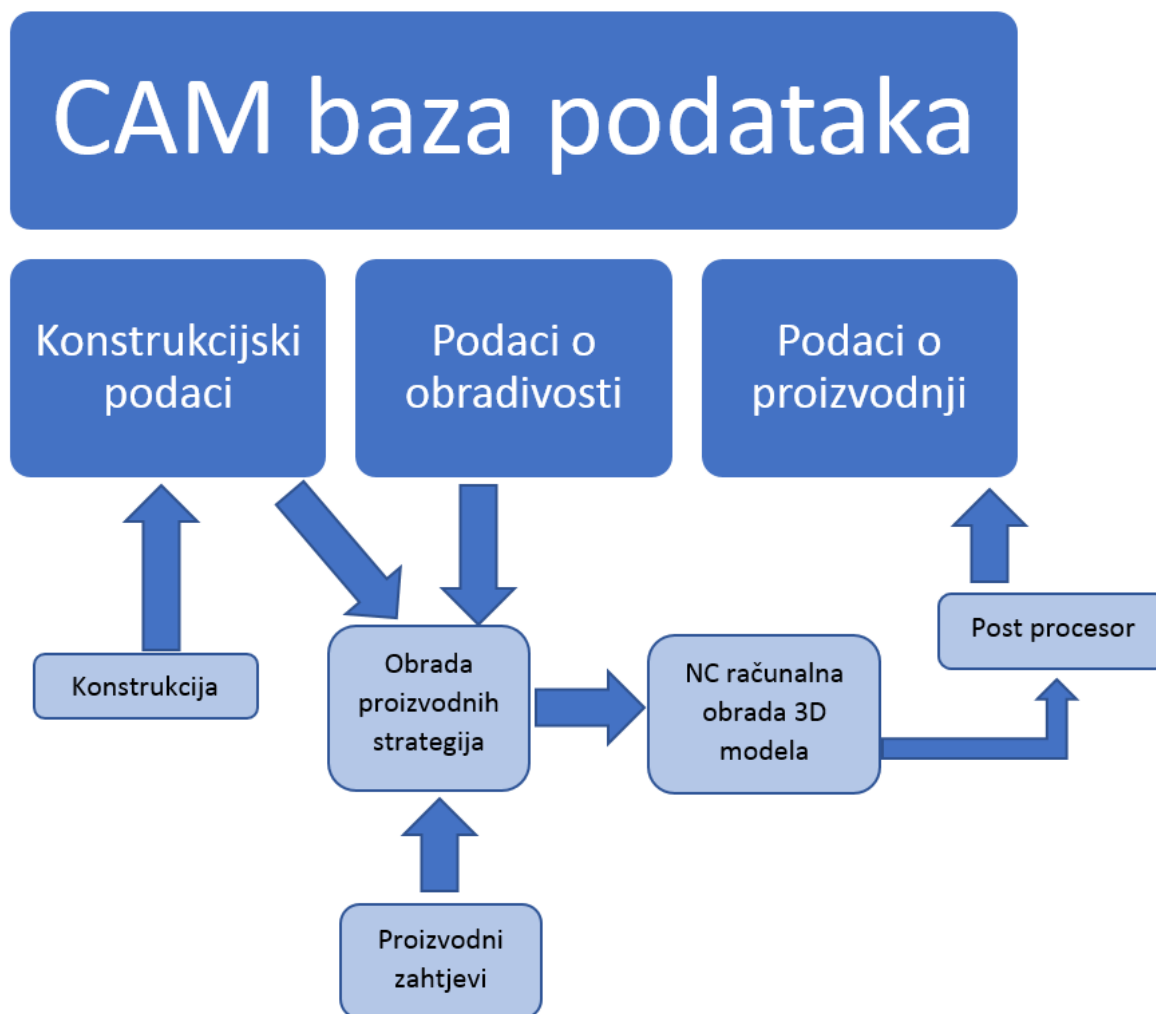 CAM baza podataka
Konstrukcijski
podaci
Podaci o
obradivosti
Podaci o
proizvodnji
Konstrukcija
Obrada
proizvodnih
strategija
NC računalna
obrada 3D
modela
Post procesor
Proizvodni
zahtjevi